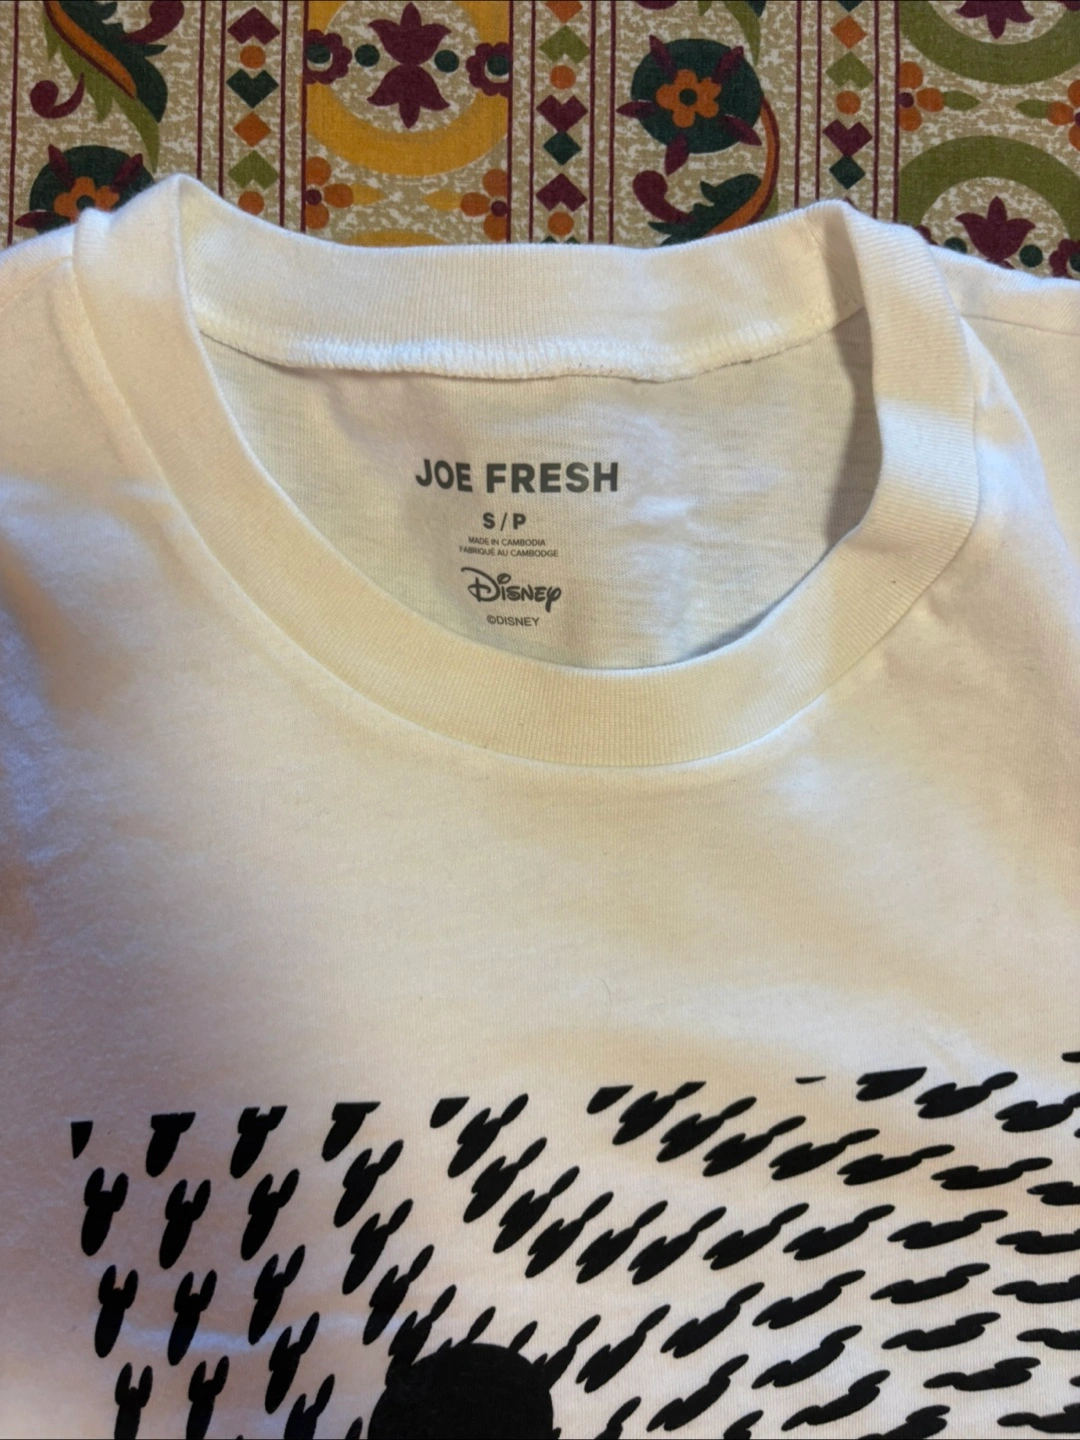 JOE FRESH
S / P
MADE IN CAMBODIA
FABRIQUÉ AU CAMBODGE
Disney
©DISNEY